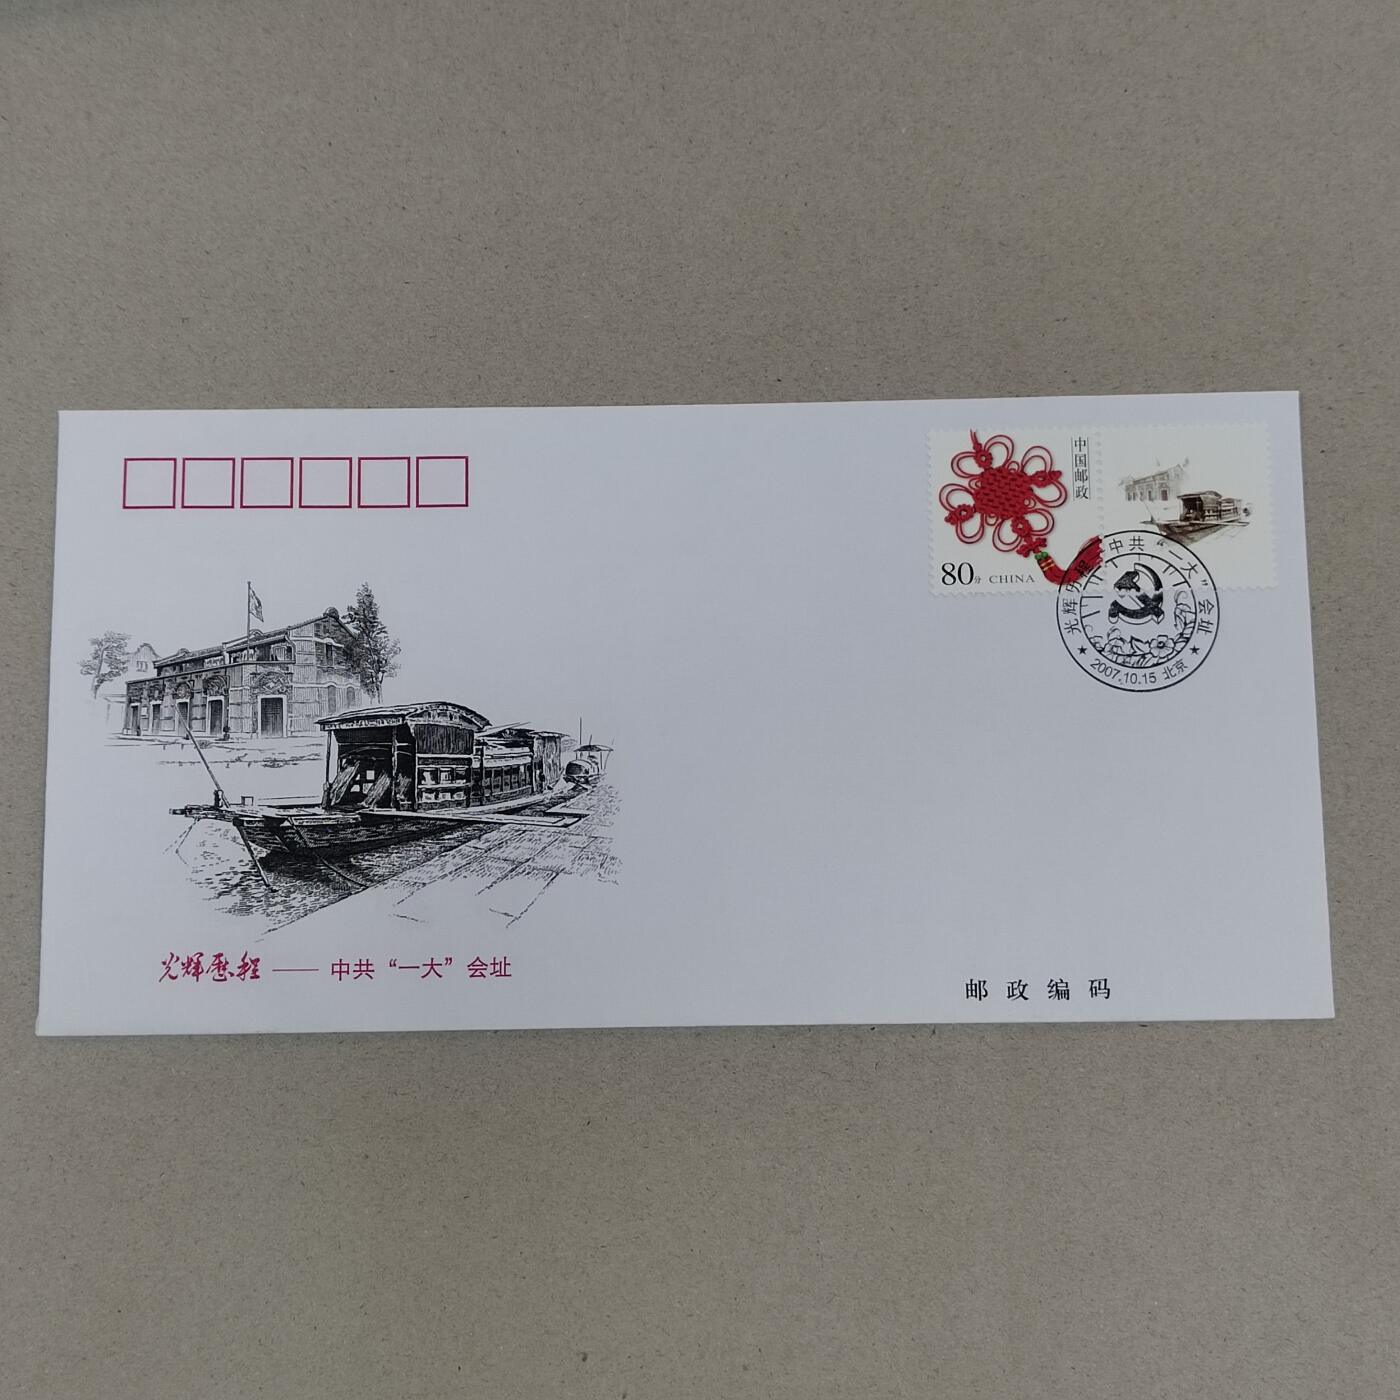 中国邮政
80分 CHINA
光辉历程 中共“一大”会址
★ 2007.10.15 北京 ★
光辉历程 —— 中共“一大”会址
邮政编码